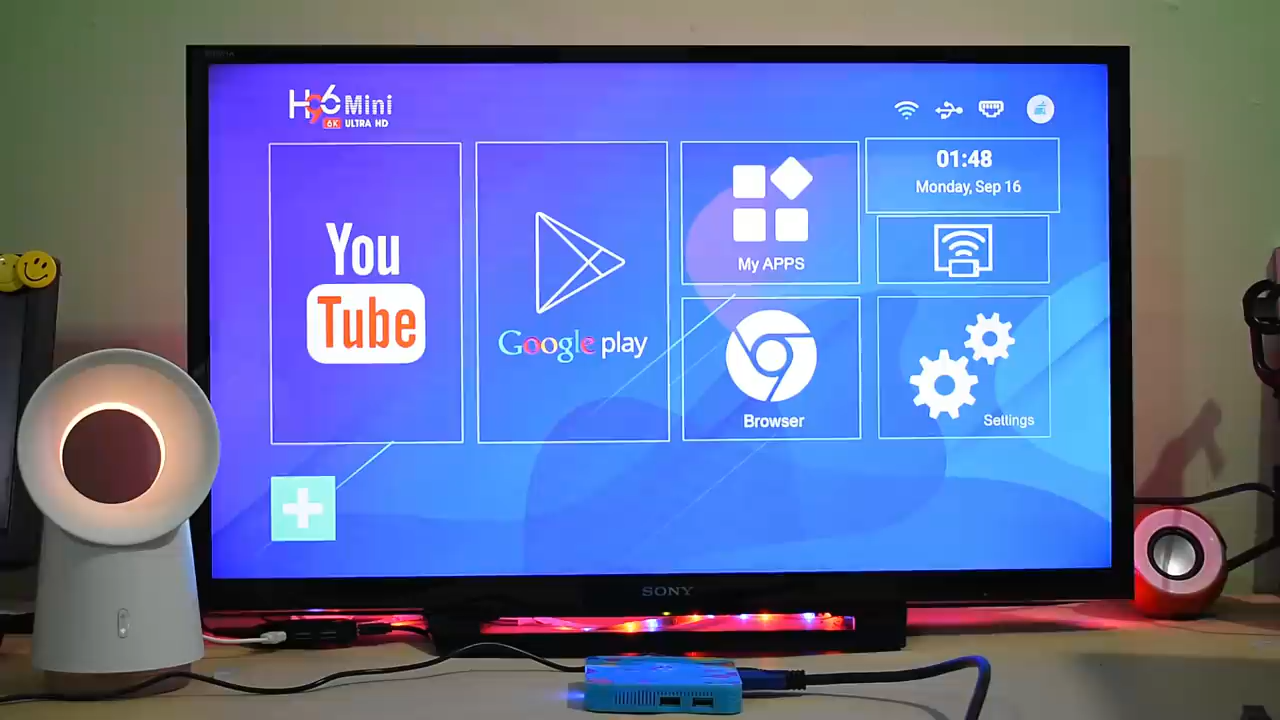 H96 Mini
6K ULTRA HD
01:48
Monday, Sep 16
You
Tube
Google play
My APPS
Browser
Settings
SONY